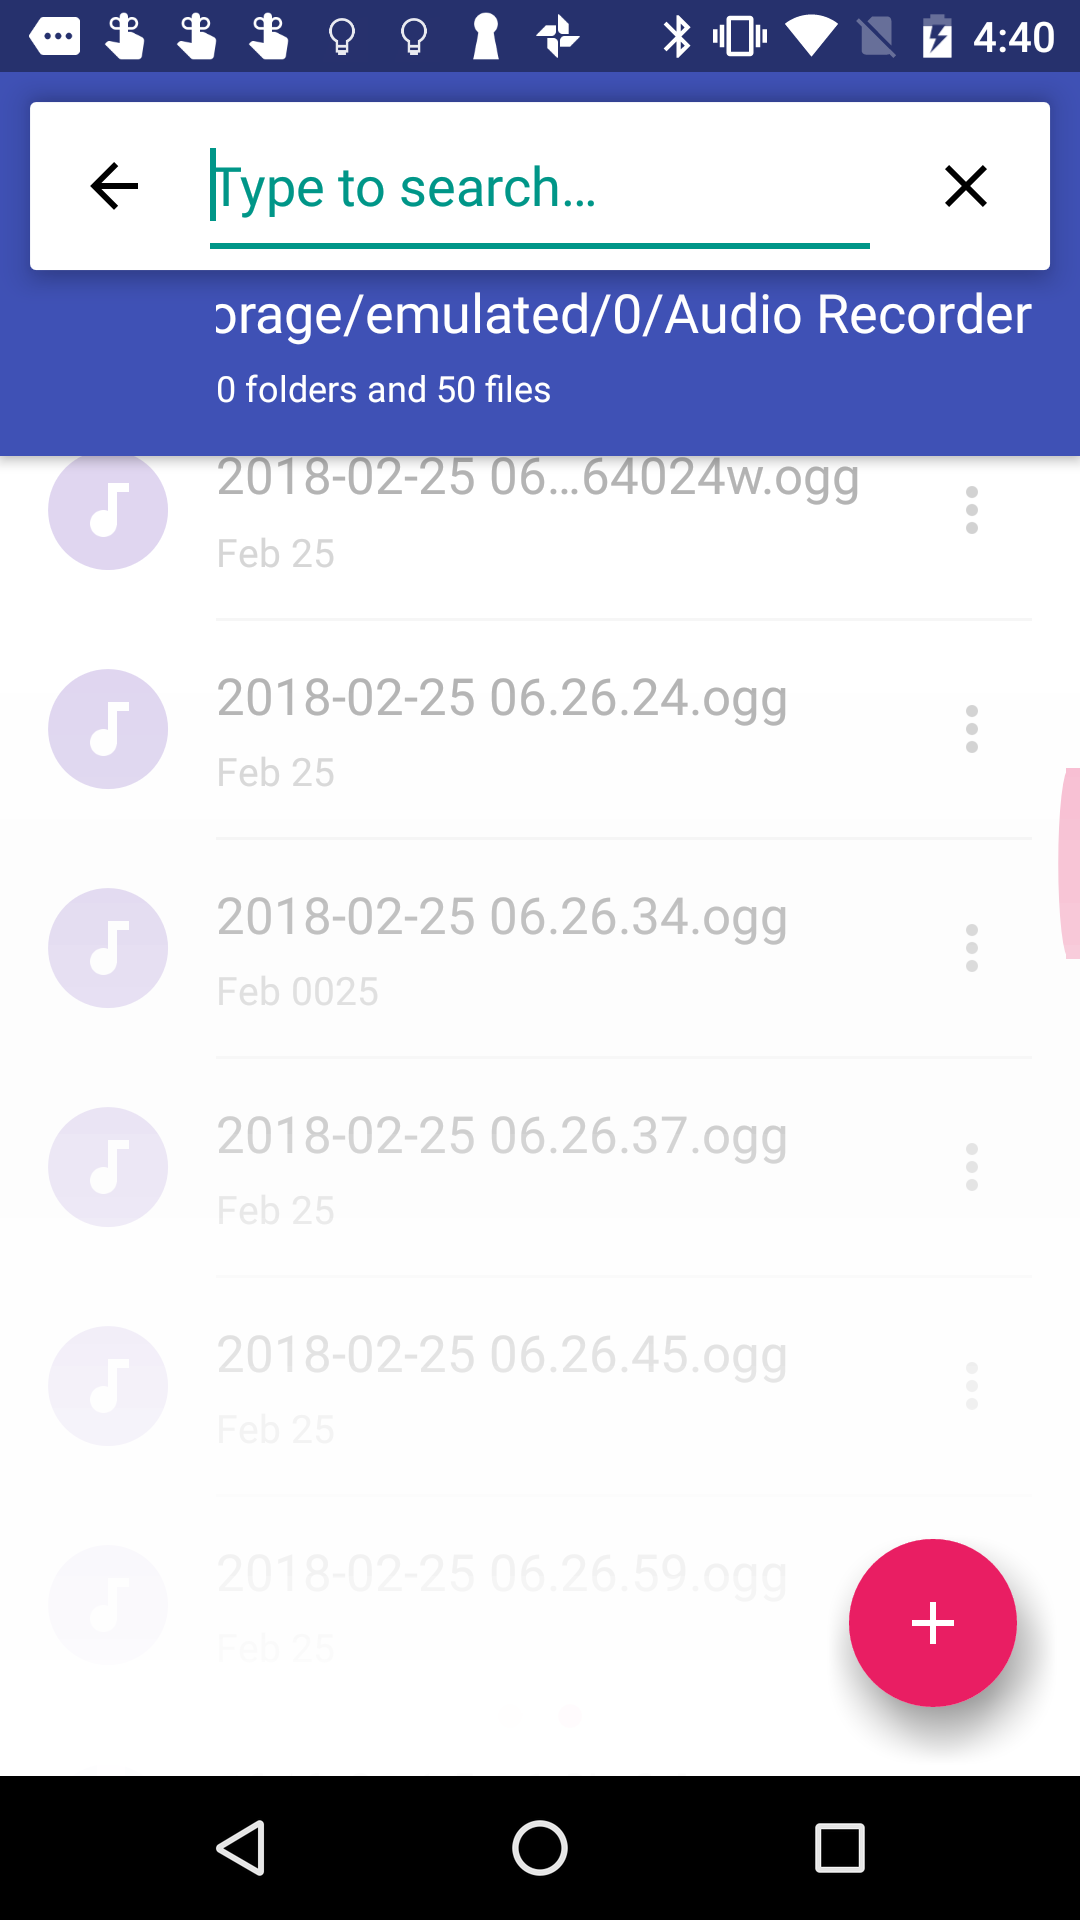 4:40
Type to search...
orage/emulated/0/Audio Recorder
0 folders and 50 files
2018-02-25 06...64024w.ogg
Feb 25
2018-02-25 06.26.24.ogg
Feb 25
2018-02-25 06.26.34.ogg
Feb 0025
2018-02-25 06.26.37.ogg
Feb 25
2018-02-25 06.26.45.ogg
Feb 25
2018-02-25 06.26.59.ogg
Feb 25